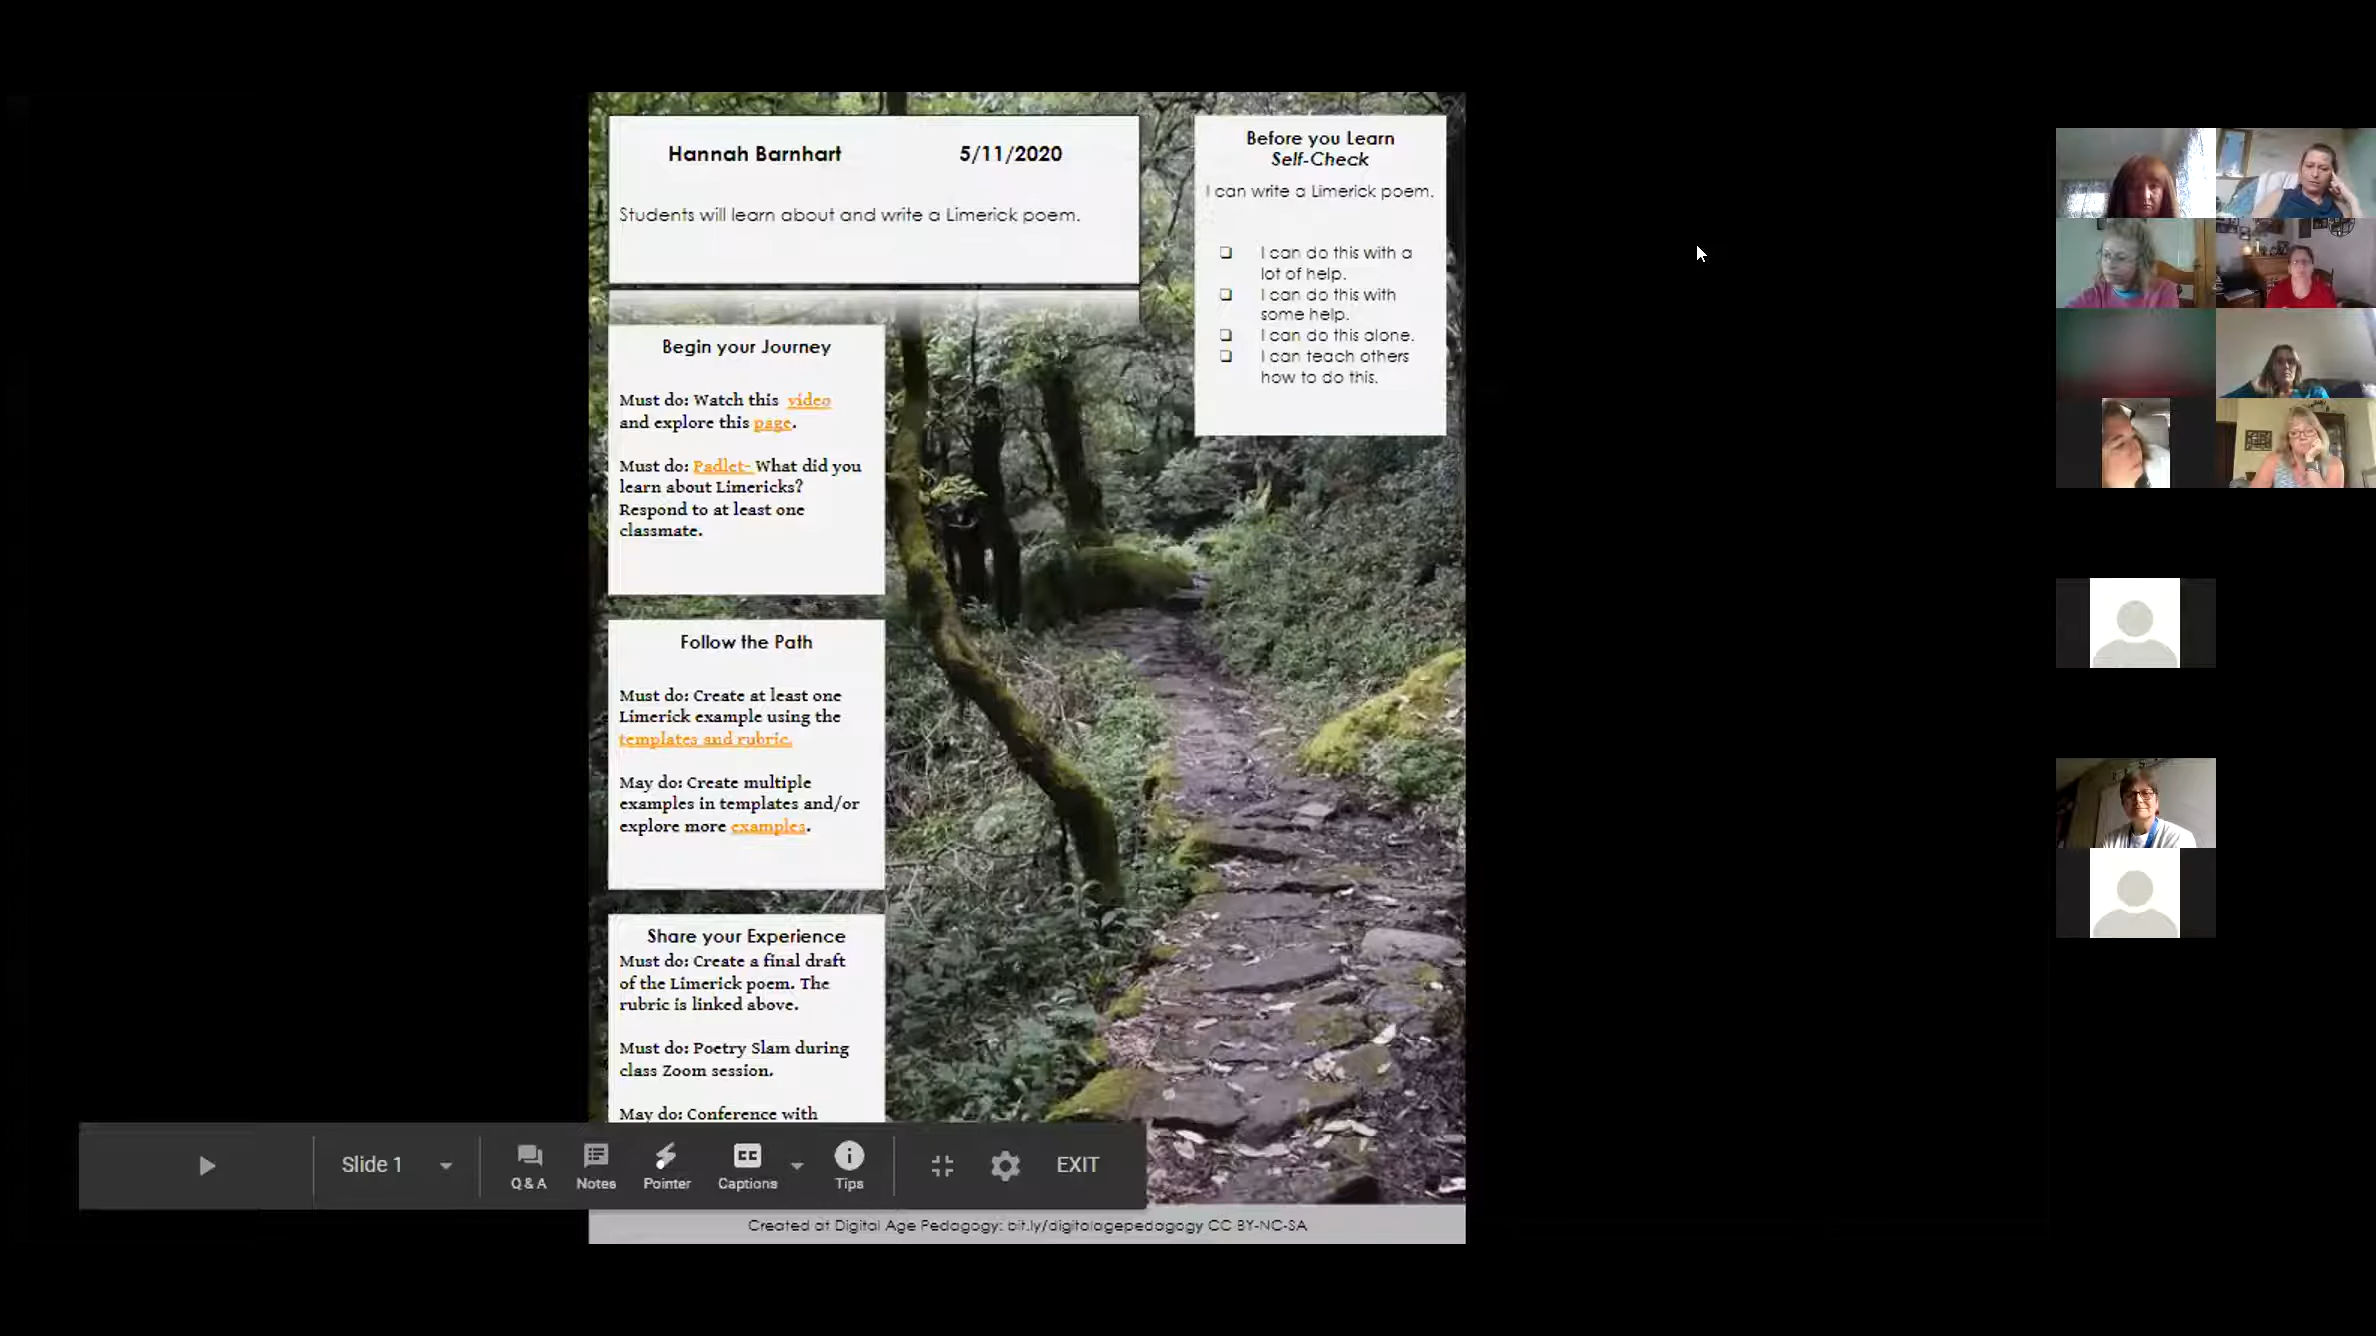 Hannah Barnhart 5/11/2020
Students will learn about and write a Limerick poem.
Before you Learn
Self-Check
I can write a Limerick poem.
❏ I can do this with a
lot of help.
❏ I can do this with
some help.
❏ I can do this alone.
❏ I can teach others
how to do this.
Begin your Journey
Must do: Watch this video
and explore this page.
Must do: Padlet- What did you
learn about Limericks?
Respond to at least one
classmate.
Follow the Path
Must do: Create at least one
Limerick example using the
templates and rubric.
May do: Create multiple
examples in templates and/or
explore more examples.
Share your Experience
Must do: Create a final draft
of the Limerick poem. The
rubric is linked above.
Must do: Poetry Slam during
class Zoom session.
May do: Conference with
Slide 1
Q & A
Notes
Pointer
CC
Captions
Tips
EXIT
Created at Digital Age Pedagogy: bit.ly/digitalagepedagogy CC BY-NC-SA